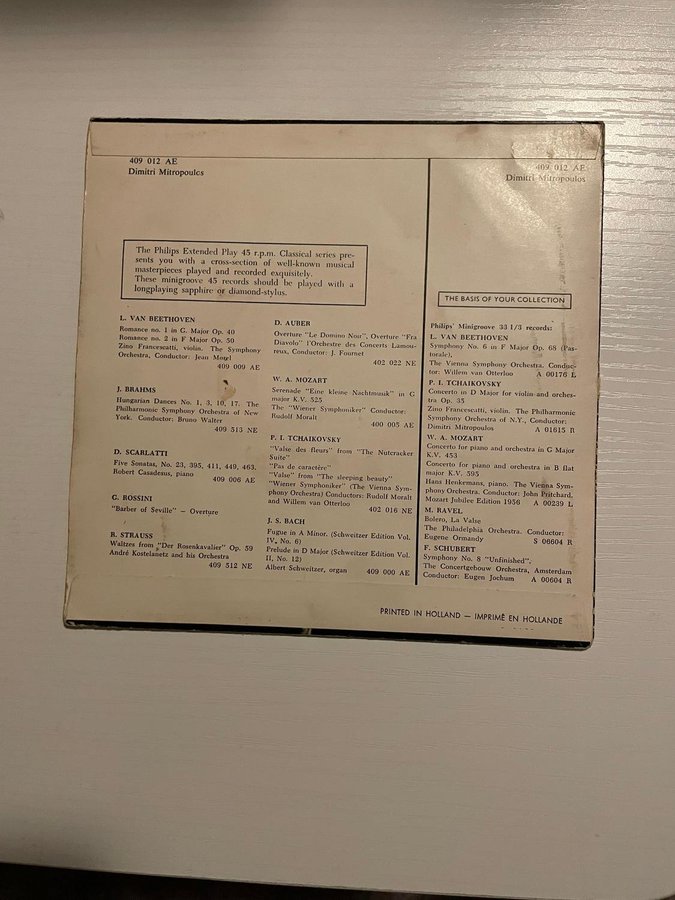 409 012 AE
Dimitri Mitropoulos
409 012 AE
Dimitri Mitropoulos
The Philips Extended Play 45 r.p.m. Classical series pre-
sents you with a cross-section of well-known musical
masterpieces played and recorded exquisitely.
These minigroove 45 records should be played with a
longplaying sapphire or diamond-stylus.
L. VAN BEETHOVEN
Romance no. 1 in G. Major Op. 40
Romance no. 2 in F Major Op. 50
Zino Francescatti, violin. The Symphony
Orchestra, Conductor: Jean Morel
409 009 AE
J. BRAHMS
Hungarian Dances No. 1, 3, 10, 17. The
Philharmonic Symphony Orchestra of New
York. Conductor: Bruno Walter
409 513 NE
D. SCARLATTI
Five Sonatas, No. 23, 395, 411, 449, 463.
Robert Casadesus, piano
409 006 AE
G. ROSSINI
"Barber of Seville" – Overture
R. STRAUSS
Waltzes from "Der Rosenkavalier" Op. 59
André Kostelanetz and his Orchestra
409 512 NE
D. AUBER
Overture "Le Domino Noir", Overture "Fra
Diavolo" l'Orchestre des Concerts Lamou-
reux, Conductor: J. Fournet
402 022 NE
W. A. MOZART
Serenade "Eine kleine Nachtmusik" in G
major K.V. 525
The "Wiener Symphoniker" Conductor:
Rudolf Moralt
400 005 AE
P. I. TCHAIKOVSKY
"Valse des fleurs" from "The Nutcracker
Suite"
"Pas de caractère"
"Valse" from "The sleeping beauty"
"Wiener Symphoniker" (The Vienna Sym-
phony Orchestra) Conductors: Rudolf Moralt
and Willem van Otterloo
402 016 NE
J. S. BACH
Fugue in A Minor. (Schweitzer Edition Vol.
IV, No. 6)
Prelude in D Major (Schweitzer Edition Vol.
II, No. 12)
Albert Schweitzer, organ 409 000 AE
THE BASIS OF YOUR COLLECTION
Philips' Minigroove 33 1/3 records:
L. VAN BEETHOVEN
Symphony No. 6 in F Major Op. 68 (Pas-
torale),
The Vienna Symphony Orchestra. Conduc-
tor: Willem van Otterloo A 00176 L
P. I. TCHAIKOVSKY
Concerto in D Major for violin and orches-
tra Op. 35
Zino Francescatti, violin. The Philharmonic
Symphony Orchestra of N.Y., Conductor:
Dimitri Mitropoulos A 01615 R
W. A. MOZART
Concerto for piano and orchestra in G Major
K.V. 453
Concerto for piano and orchestra in B flat
major K.V. 595
Hans Henkemans, piano. The Vienna Sym-
phony Orchestra. Conductor: John Pritchard,
Mozart Jubilee Edition 1956 A 00239 L
M. RAVEL
Bolero, La Valse
The Philadelphia Orchestra. Conductor:
Eugene Ormandy S 06604 R
F. SCHUBERT
Symphony No. 8 "Unfinished",
The Concertgebouw Orchestra, Amsterdam
Conductor: Eugen Jochum A 00604 R
PRINTED IN HOLLAND — IMPRIMÉ EN HOLLANDE